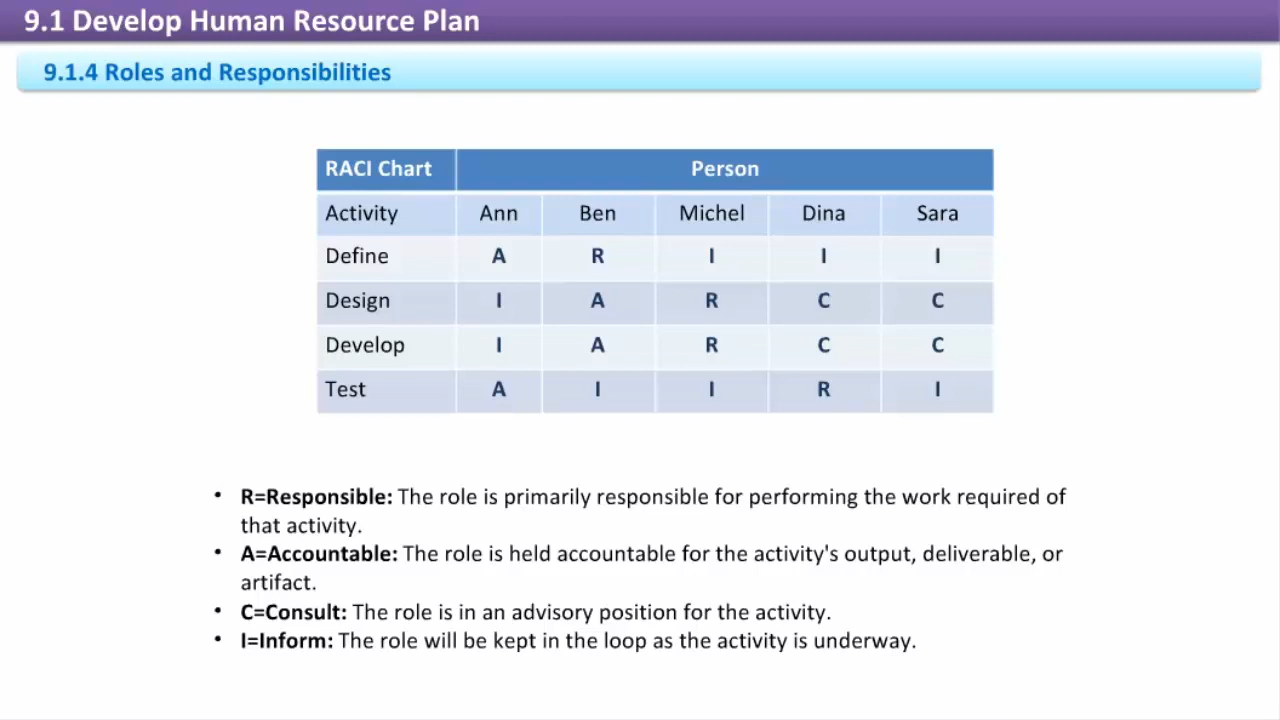 9.1 Develop Human Resource Plan
9.1.4 Roles and Responsibilities
RACI Chart Person
Activity Ann Ben Michel Dina Sara
Define A R I I I
Design I A R C C
Develop I A R C C
Test A I I R I
• R=Responsible: The role is primarily responsible for performing the work required of
that activity.
• A=Accountable: The role is held accountable for the activity's output, deliverable, or
artifact.
• C=Consult: The role is in an advisory position for the activity.
• I=Inform: The role will be kept in the loop as the activity is underway.